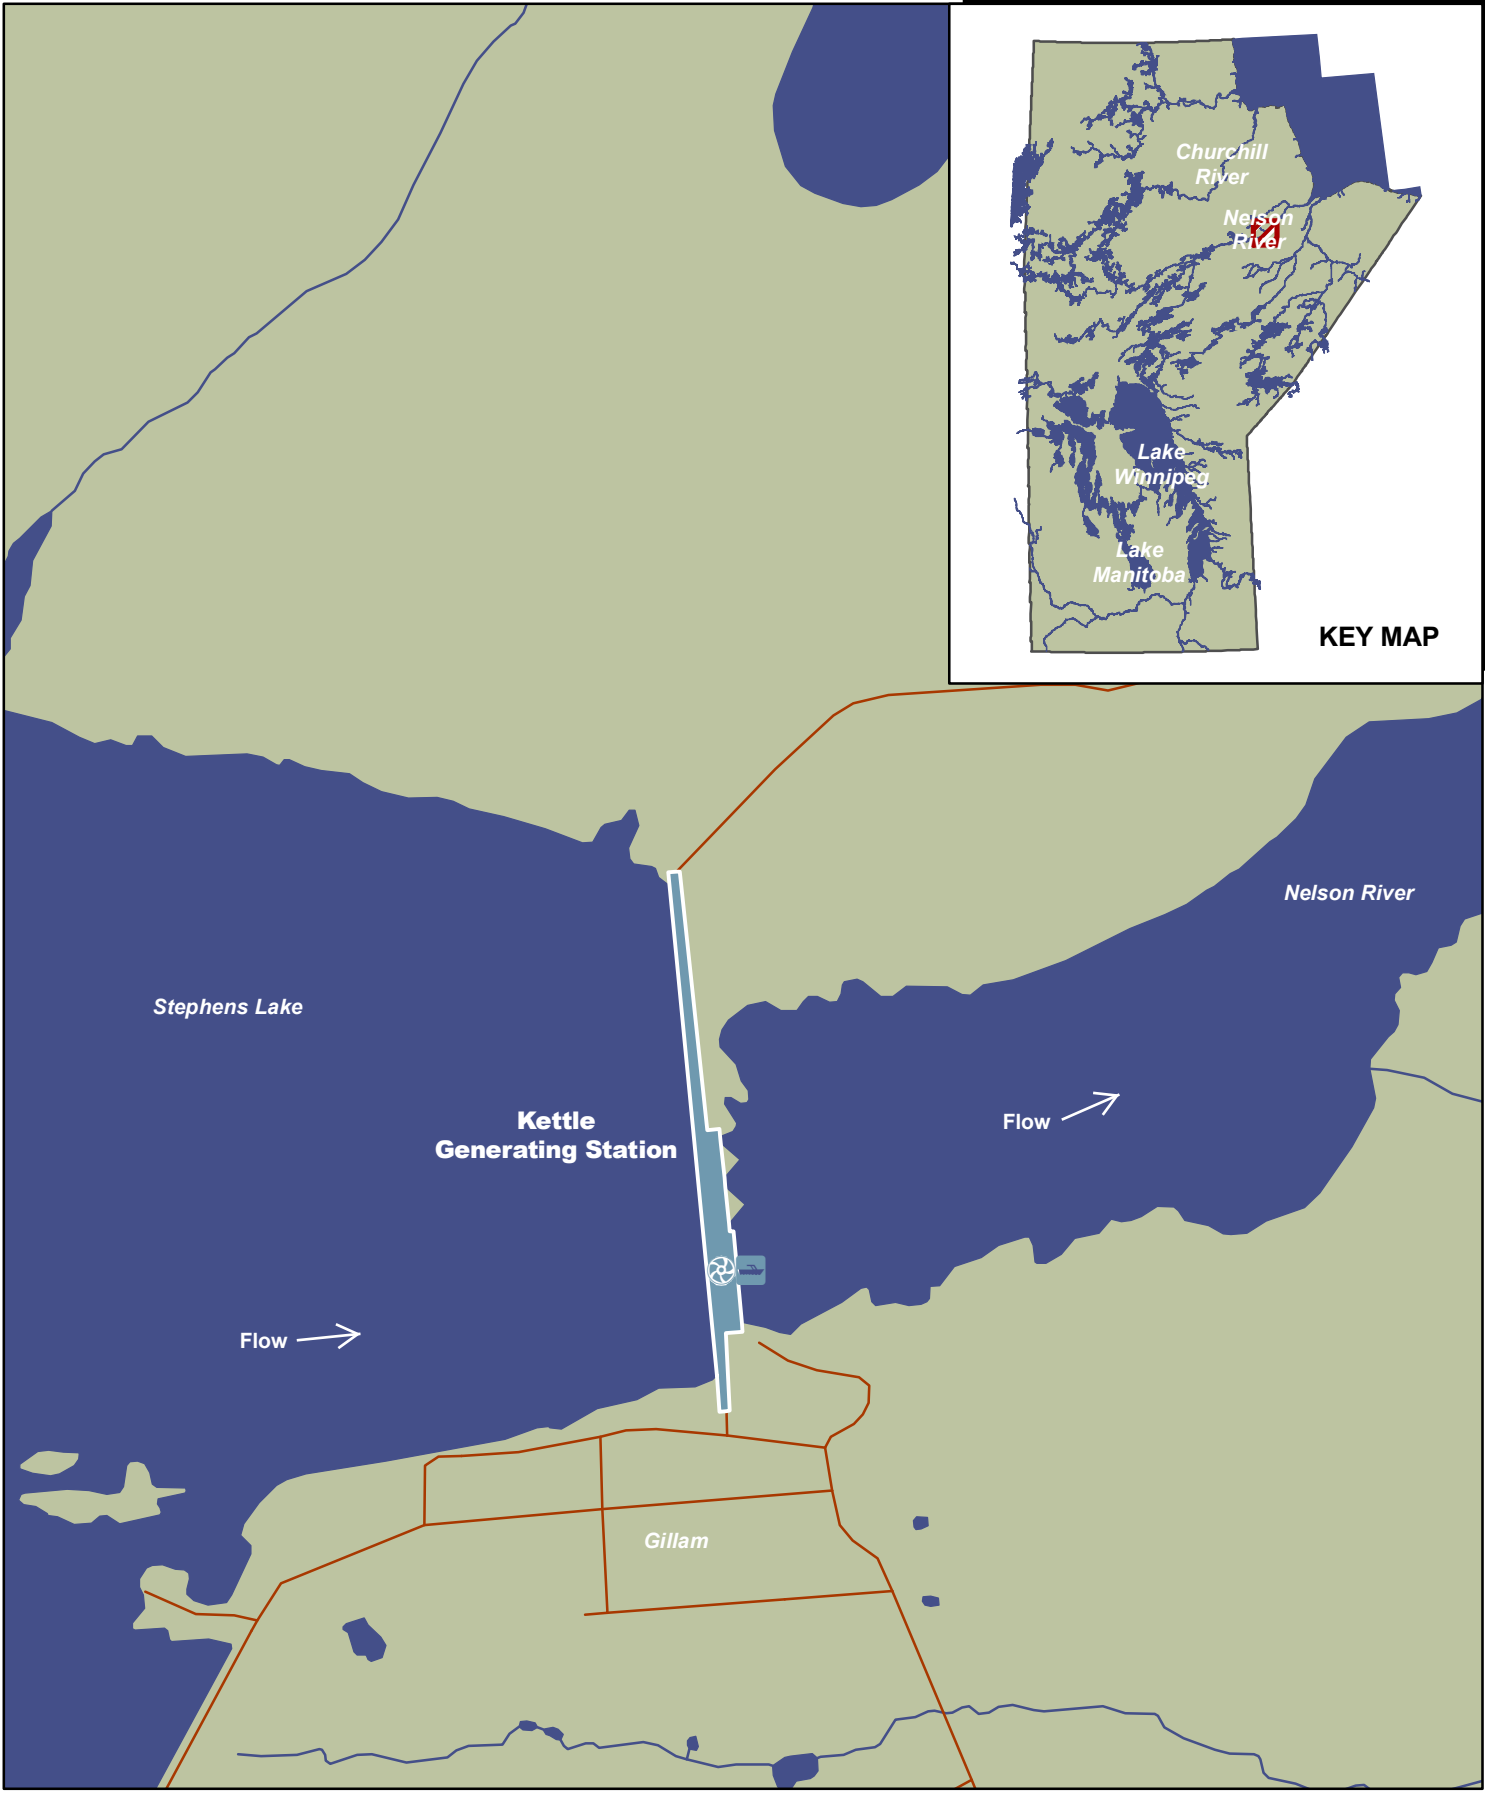 Churchill
River
Nelson
River
Lake
Winnipeg
Lake
Manitoba
KEY MAP
Nelson River
Stephens Lake
Kettle
Generating Station
Flow
Flow
Gillam